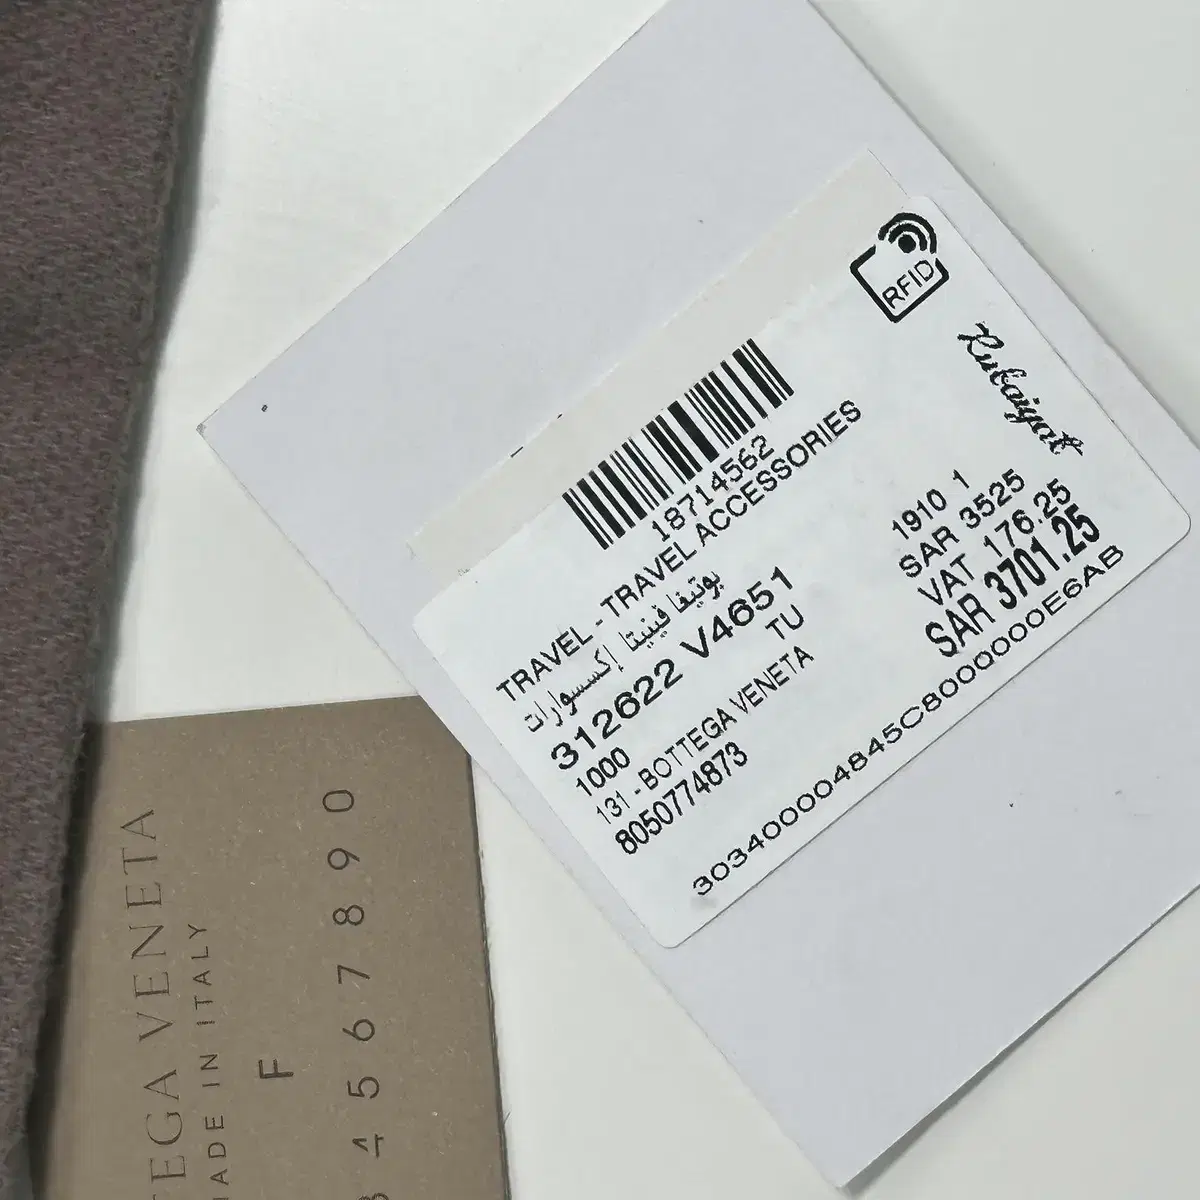 RFID
Rubaiyat
18714562
TRAVEL - TRAVEL ACCESSORIES
بوتيغا فينيتا إكسسوارات
312622 V4651
1000 TU
131 - BOTTEGA VENETA
8050774873
1910 1
SAR 3525
VAT 176.25
SAR 3701.25
303400004845C8000000E6AB
TEGA VENETA
MADE IN ITALY
F
3 4 5 6 7 8 9 0